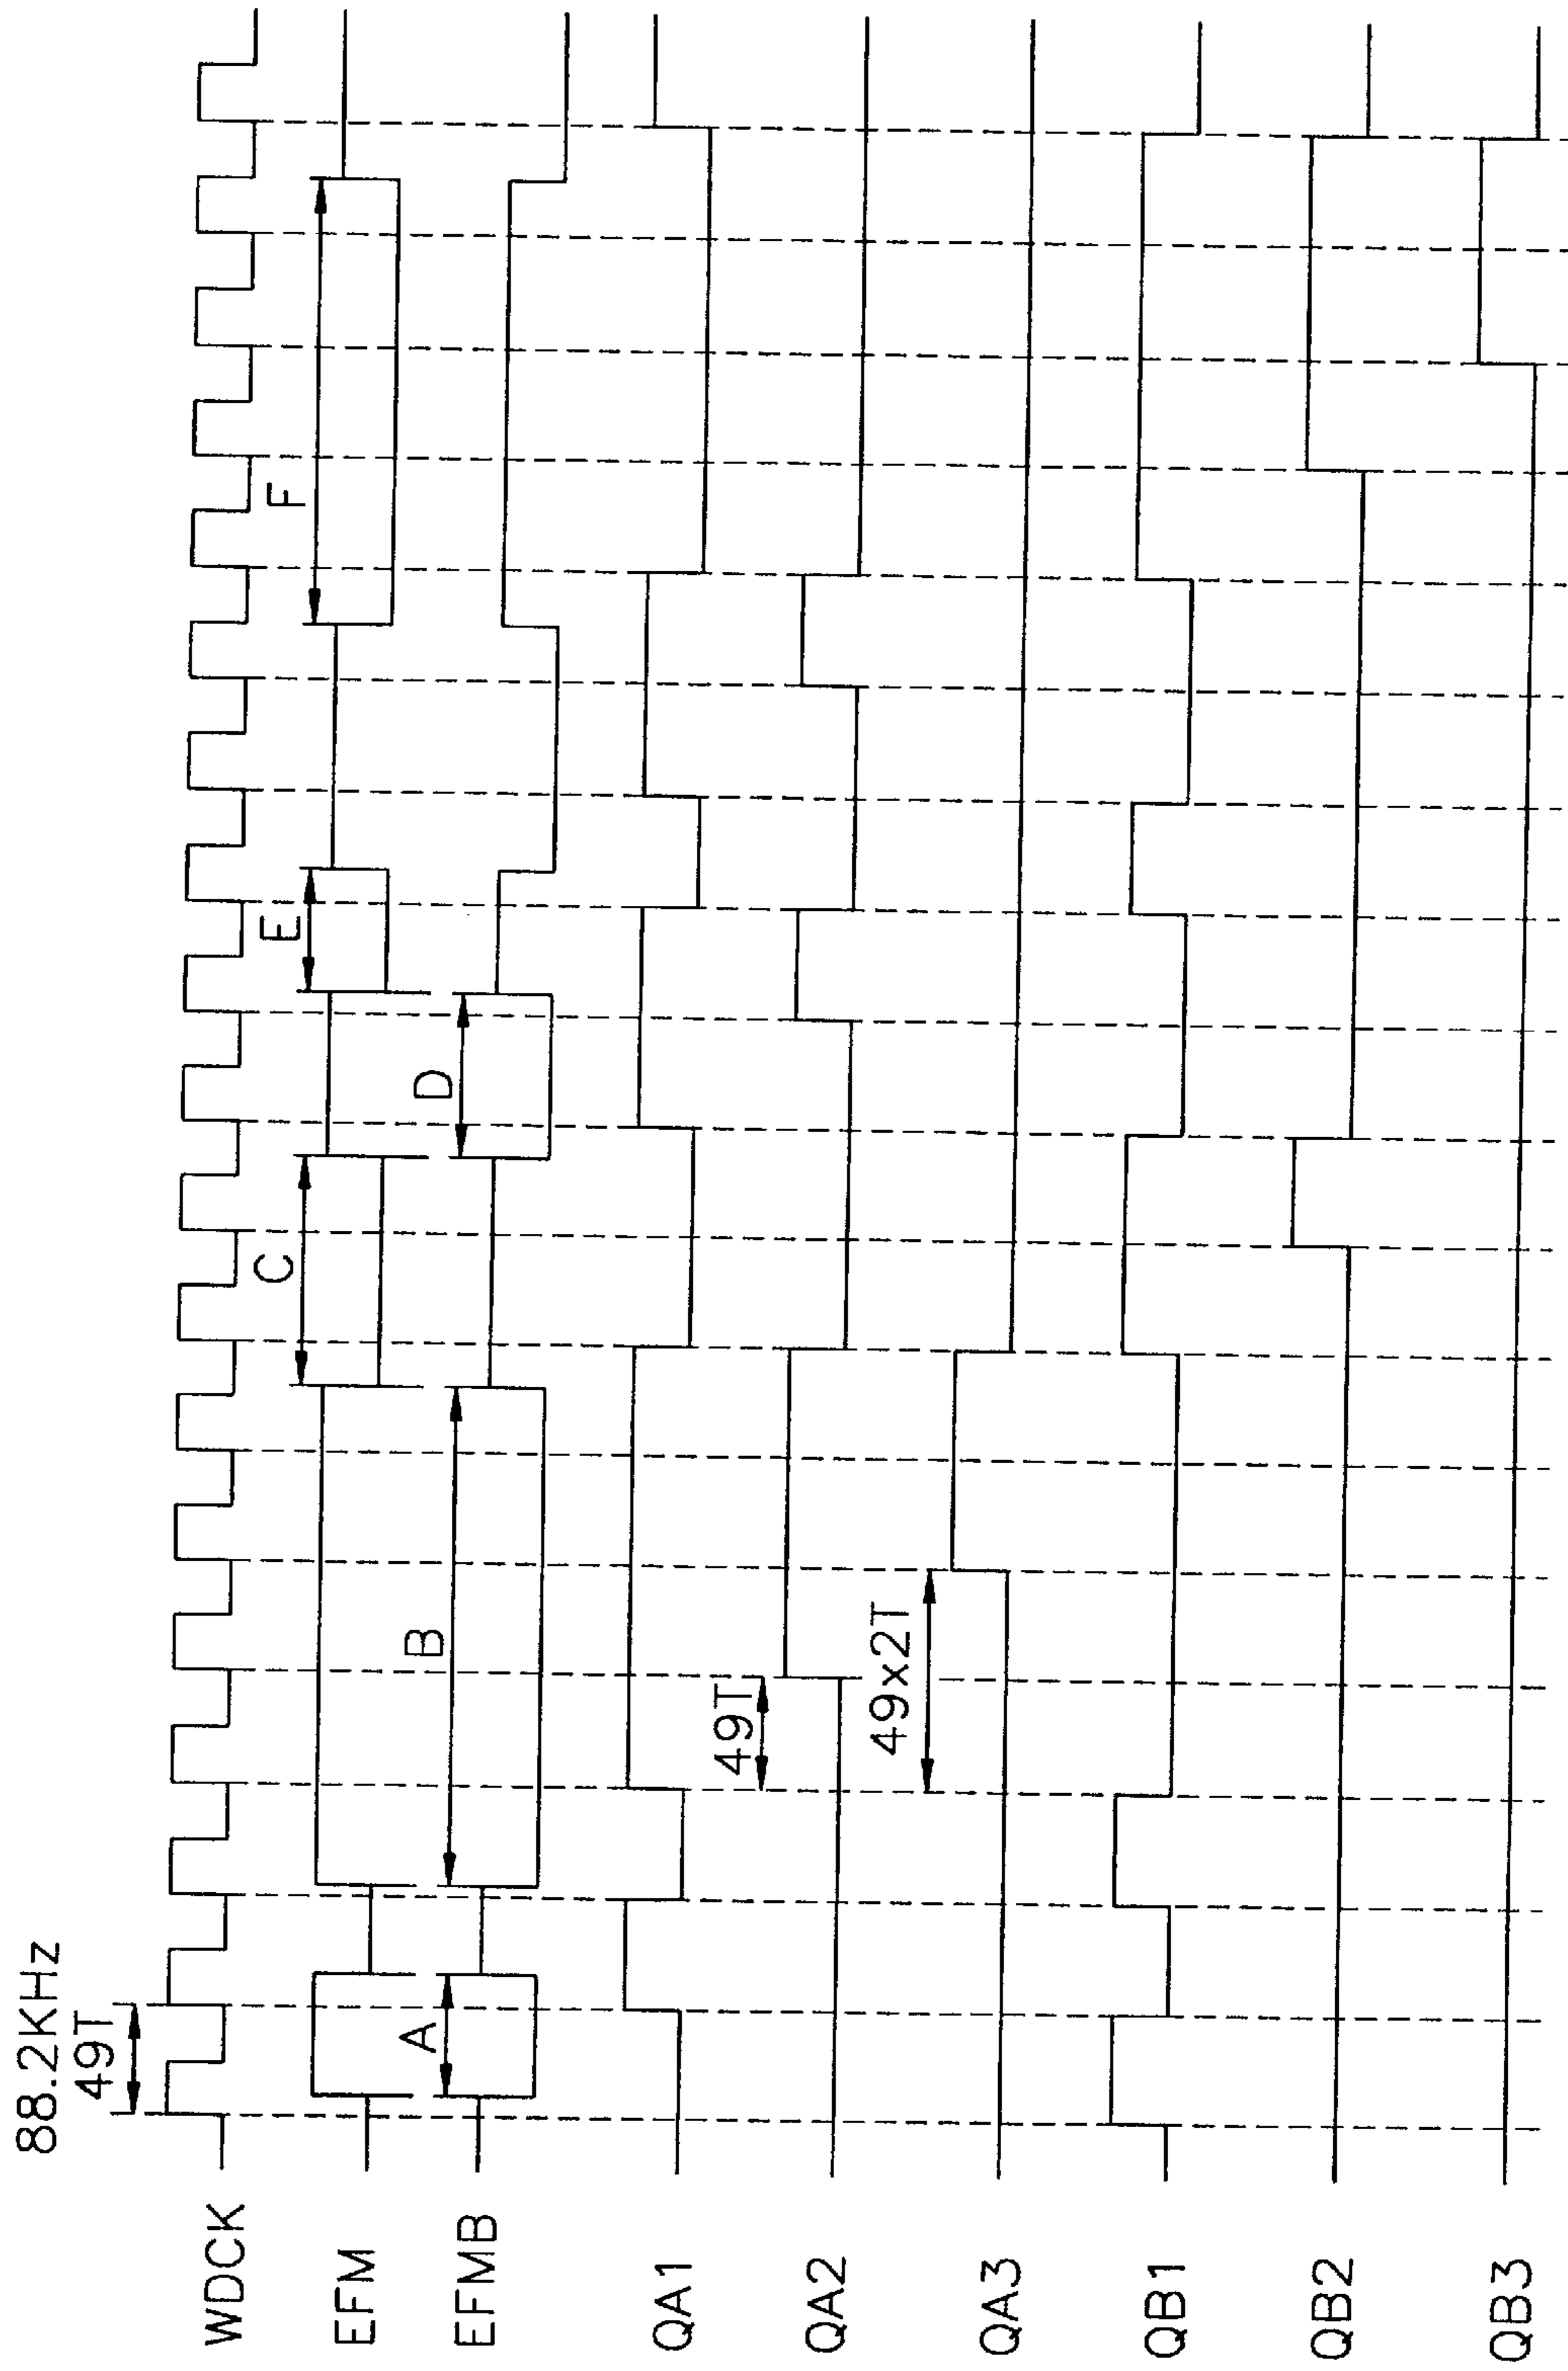 88.2KHz
49T
WDCK
EFM
EFMB
A
B
C
D
E
F
QA1
QA2
49T
QA3
49x2T
QB1
QB2
QB3